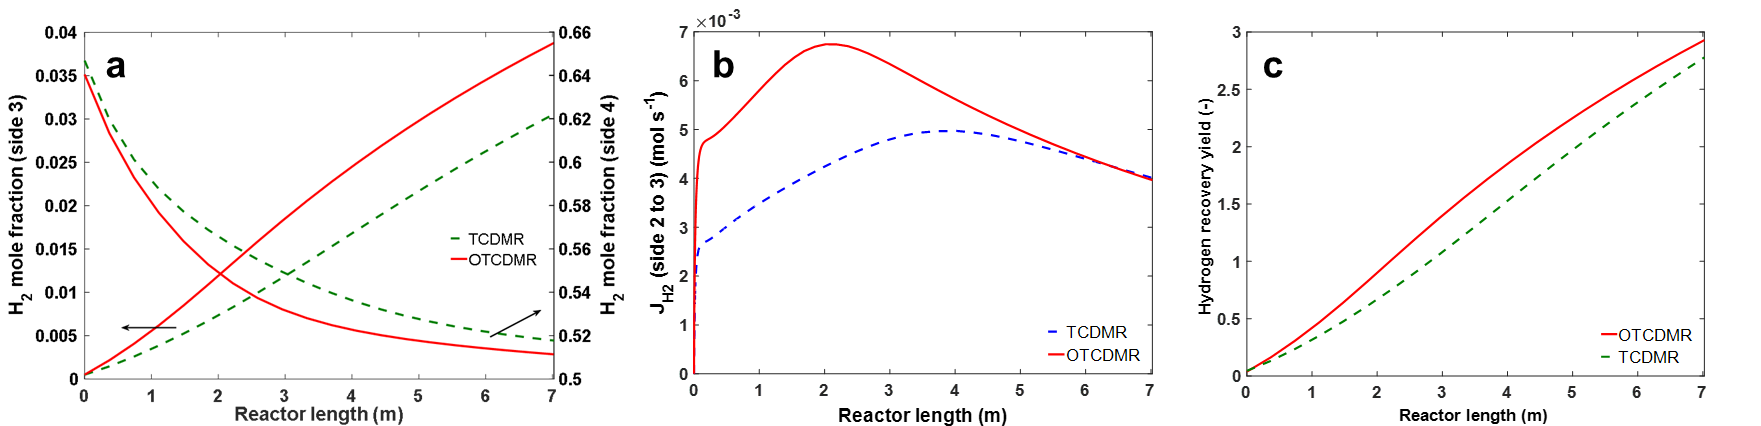 a
H2 mole fraction (side 3)
0.04
0.035
0.03
0.025
0.02
0.015
0.01
0.005
0
0.66
0.64
0.62
0.6
0.58
0.56
0.54
0.52
0.5
H2 mole fraction (side 4)
TCDMR
OTCDMR
0 1 2 3 4 5 6 7
Reactor length (m)
b
×10-3
JH2 (side 2 to 3) (mol s-1)
7
6
5
4
3
2
1
0
TCDMR
OTCDMR
0 1 2 3 4 5 6 7
Reactor length (m)
c
Hydrogen recovery yield (-)
3
2.5
2
1.5
1
0.5
0
OTCDMR
TCDMR
0 1 2 3 4 5 6 7
Reactor length (m)